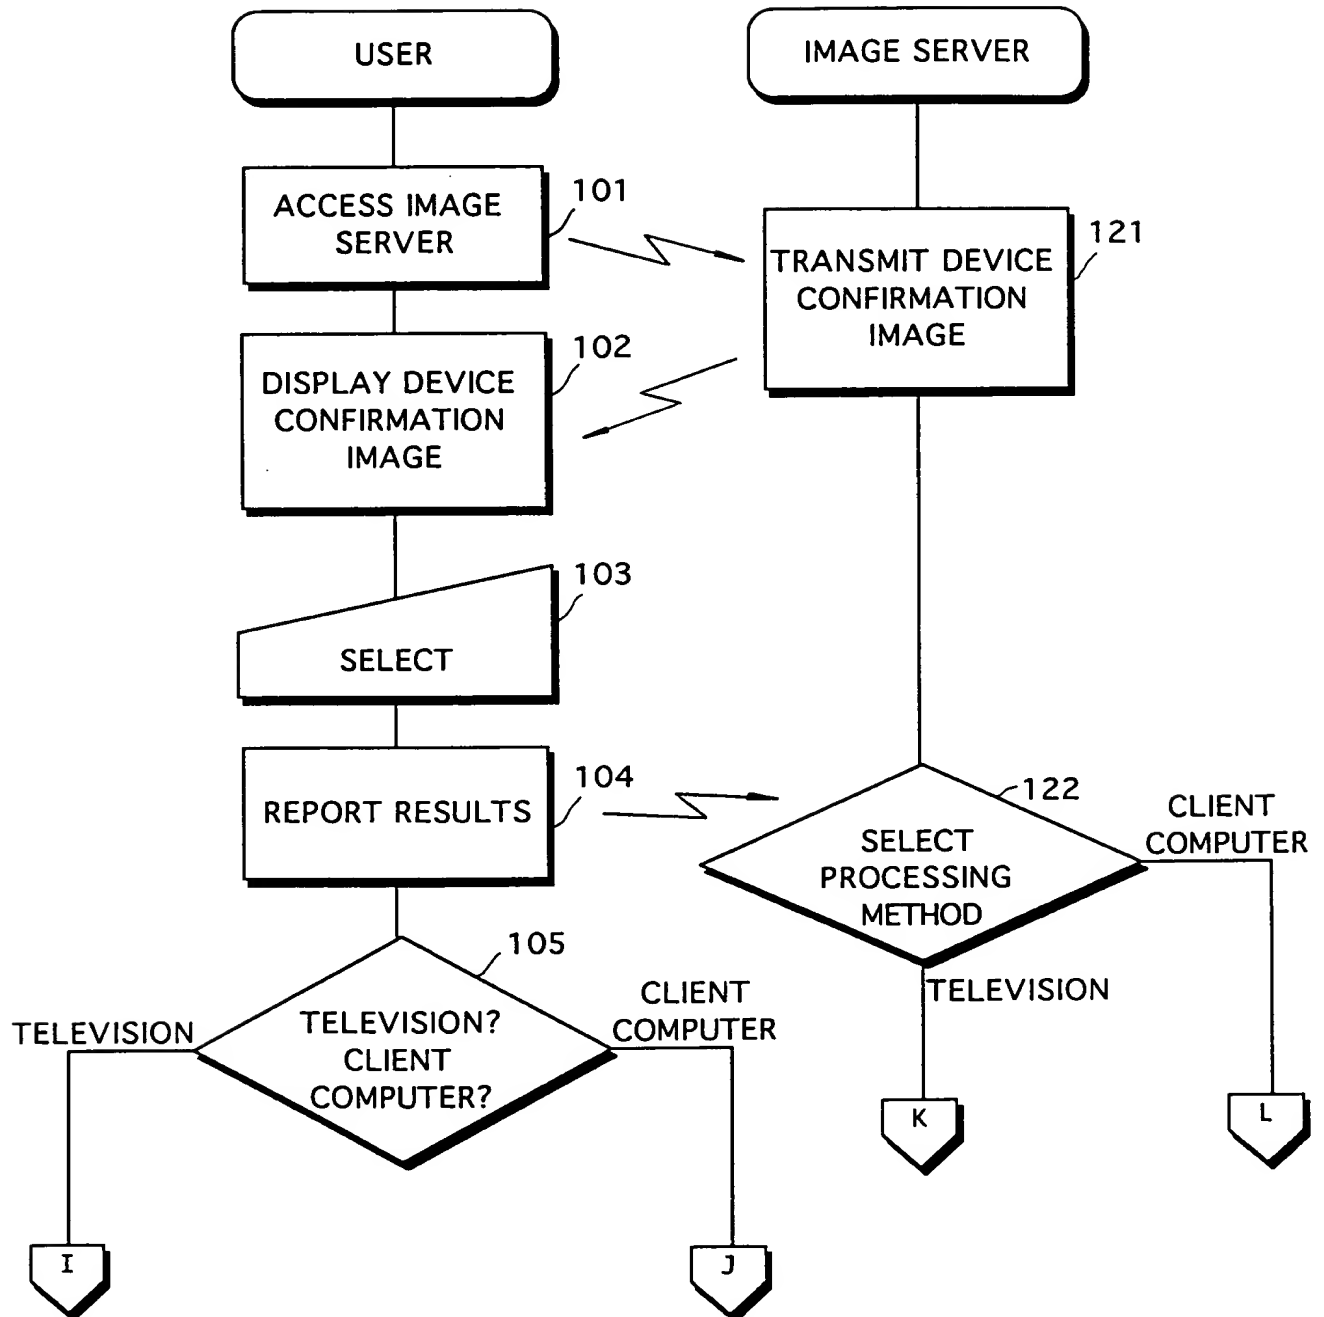 USER
IMAGE SERVER
ACCESS IMAGE
SERVER
101
TRANSMIT DEVICE
CONFIRMATION
IMAGE
121
DISPLAY DEVICE
CONFIRMATION
IMAGE
102
SELECT
103
REPORT RESULTS
104
SELECT
PROCESSING
METHOD
122
CLIENT
COMPUTER
TELEVISION
TELEVISION?
CLIENT
COMPUTER?
105
TELEVISION
CLIENT
COMPUTER
K
L
I
J